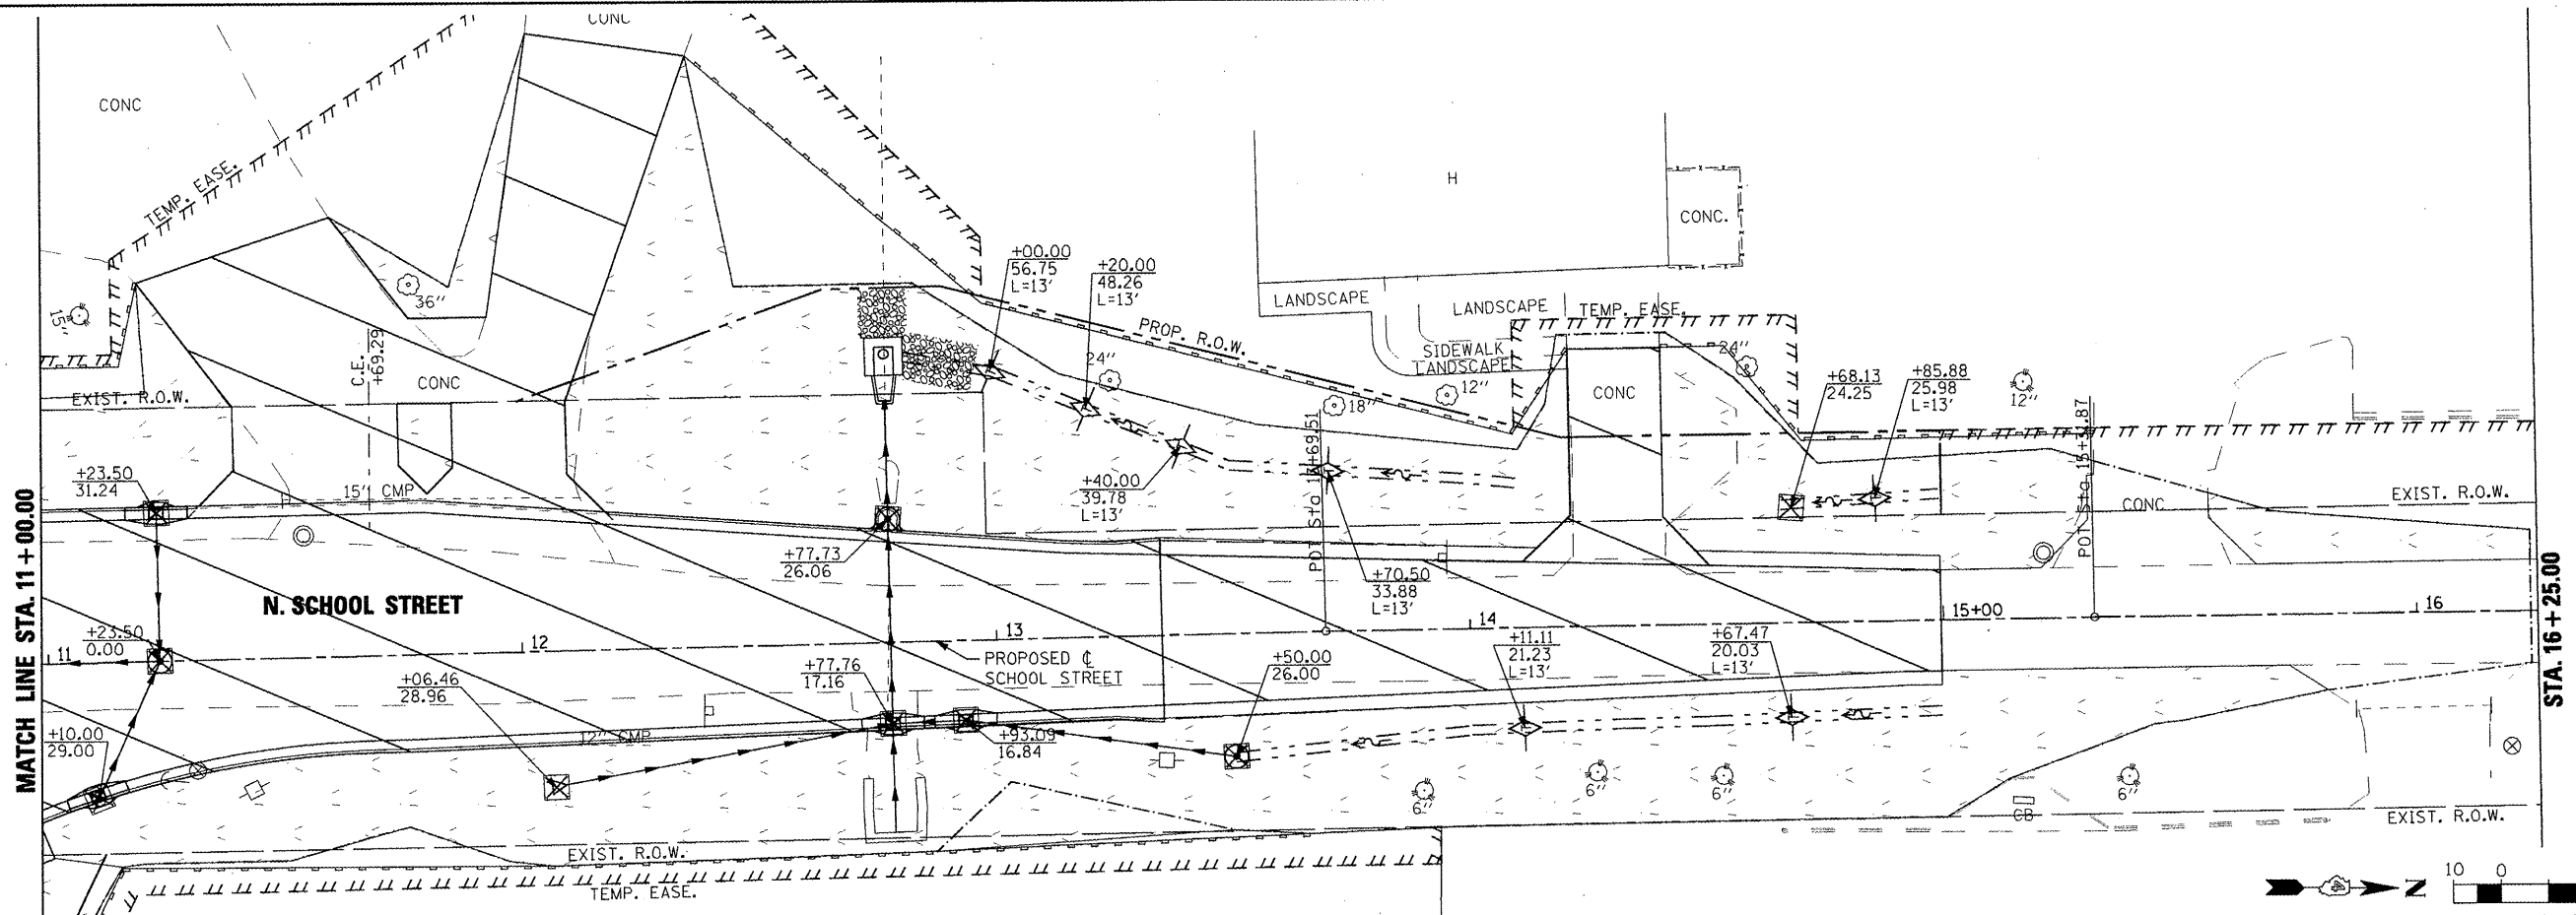 CONC
CONC
TEMP. EASE.
H
CONC.
+00.00
56.75
L=13'
+20.00
48.26
L=13'
36"
15"
LANDSCAPE
LANDSCAPE
TEMP. EASE.
PROP. R.O.W.
SIDEWALK
LANDSCAPE
24"
24"
12"
18"
C.E.
+69.29
CONC
CONC
EXIST. R.O.W.
+68.13
24.25
+85.88
25.98
L=13'
12"
+23.50
31.24
15" CMP
+40.00
39.78
L=13'
POT Sta 13+69.51
CONC
EXIST. R.O.W.
+77.73
26.06
+70.50
33.88
L=13'
MATCH LINE STA. 11+00.00
N. SCHOOL STREET
STA. 16+25.00
+23.50
0.00
11
12
13
14
15+00
16
PROPOSED ℄
SCHOOL STREET
+06.46
28.96
+77.76
17.16
+50.00
26.00
+11.11
21.23
L=13'
+67.47
20.03
L=13'
+10.00
29.00
12" CMP
+93.09
16.84
6"
6"
6"
6"
CB
EXIST. R.O.W.
EXIST. R.O.W.
TEMP. EASE.
N
10 0